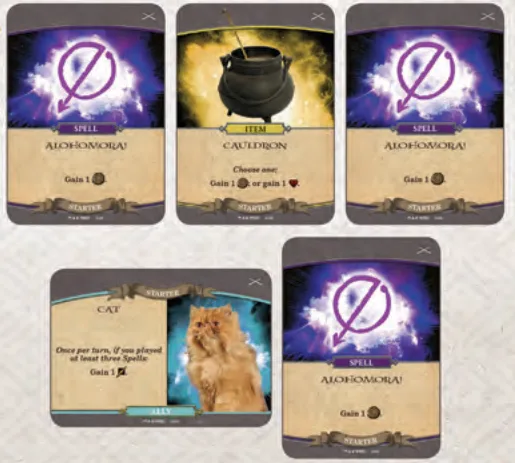 SPELL
ALOHOMORA!
Gain 1 .
STARTER
ITEM
CAULDRON
Choose one:
Gain 1 ; or gain 1 .
STARTER
SPELL
ALOHOMORA!
Gain 1 .
STARTER
STARTER
CAT
Once per turn, if you played
at least three Spells:
Gain 1 .
ALLY
SPELL
ALOHOMORA!
Gain 1 .
STARTER